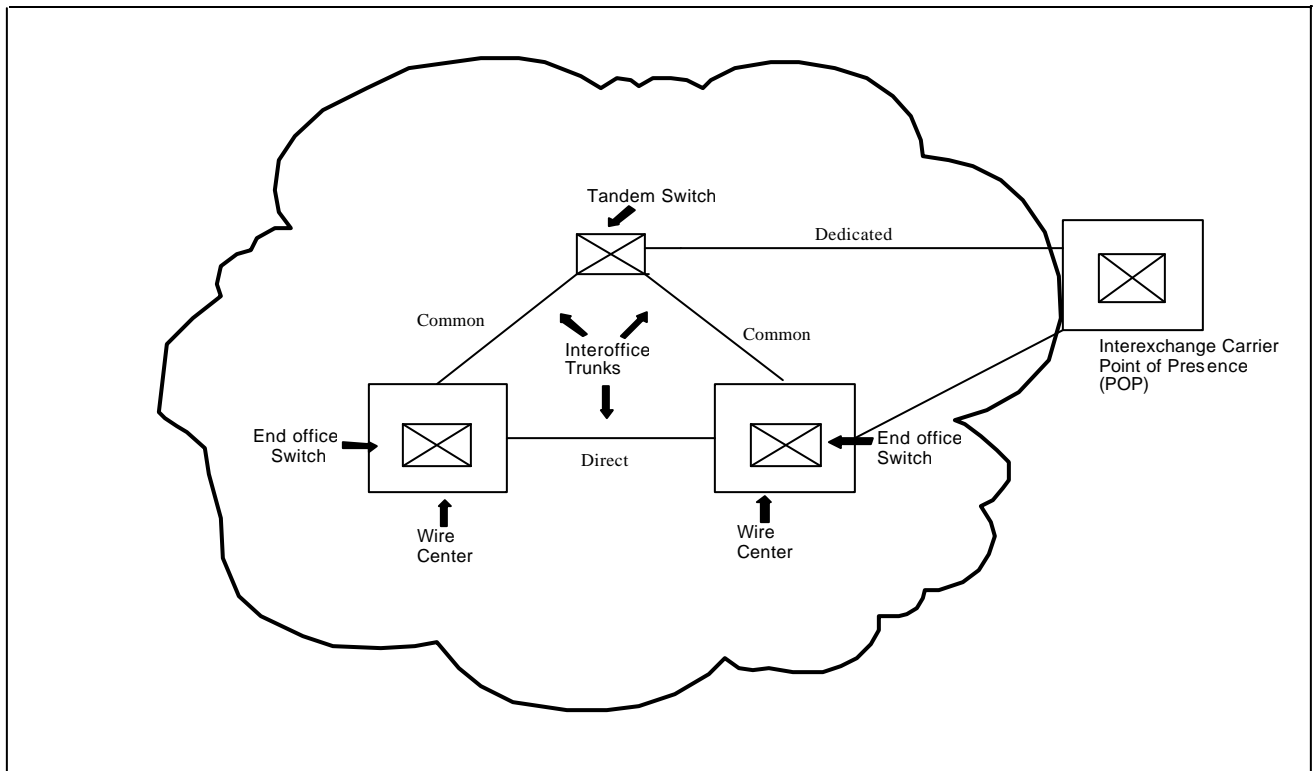 Tandem Switch
Dedicated
Common
Common
Interoffice
Trunks
Interexchange Carrier
Point of Presence
(POP)
End office
Switch
Direct
End office
Switch
Wire
Center
Wire
Center